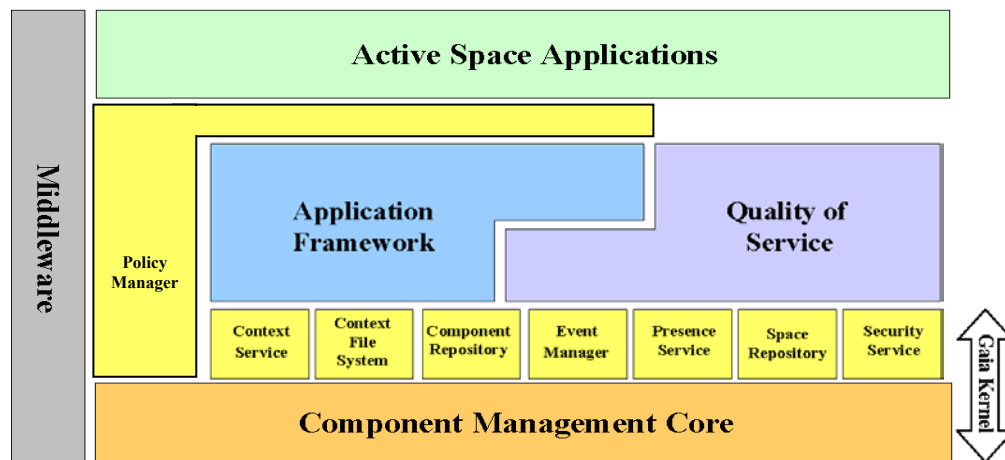 Middleware
Active Space Applications
Policy
Manager
Application
Framework
Quality of
Service
Context
Service
Context
File
System
Component
Repository
Event
Manager
Presence
Service
Space
Repository
Security
Service
Gaia Kernel
Component Management Core